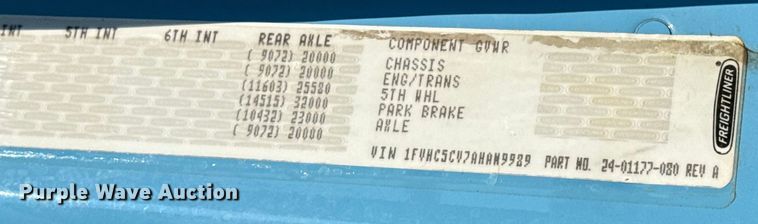 INT 5TH INT 6TH INT REAR AXLE COMPONENT GVWR
( 9072) 20000 CHASSIS
( 9072) 20000 ENG/TRANS
(11603) 25580 5TH WHL
(14515) 32000 PARK BRAKE
(10432) 23000 AXLE
( 9072) 20000
VIN 1FVHC5CV7AHAN9989 PART NO. 24-01177-080 REV A
FREIGHTLINER
Purple Wave Auction